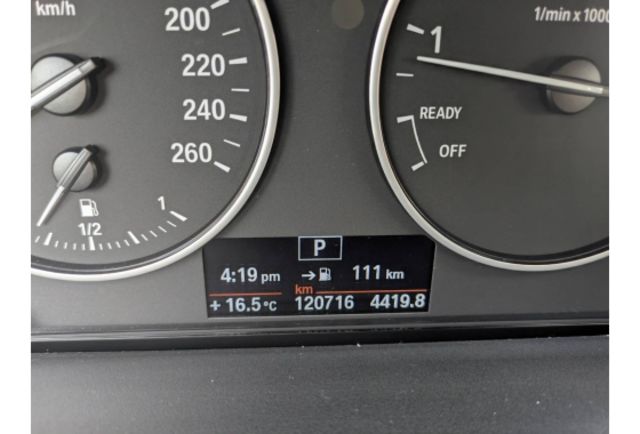 km/h
200
220
240
260
1/2
1
1/min x 1000
1
READY
OFF
P
4:19 pm → 111 km
km
+ 16.5°C 120716 4419.8